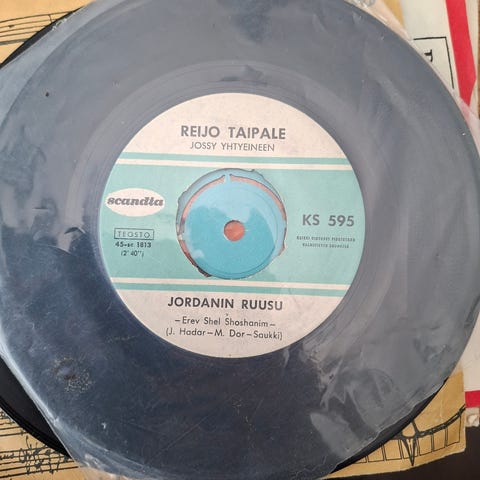 REIJO TAIPALE
JOSSY YHTYEINEEN
scandia
TEOSTO
45-sc 1813
(2'40")
KS 595
JORDANIN RUUSU
—Erev Shel Shoshanim—
(J. Hadar—M. Dor—Saukki)